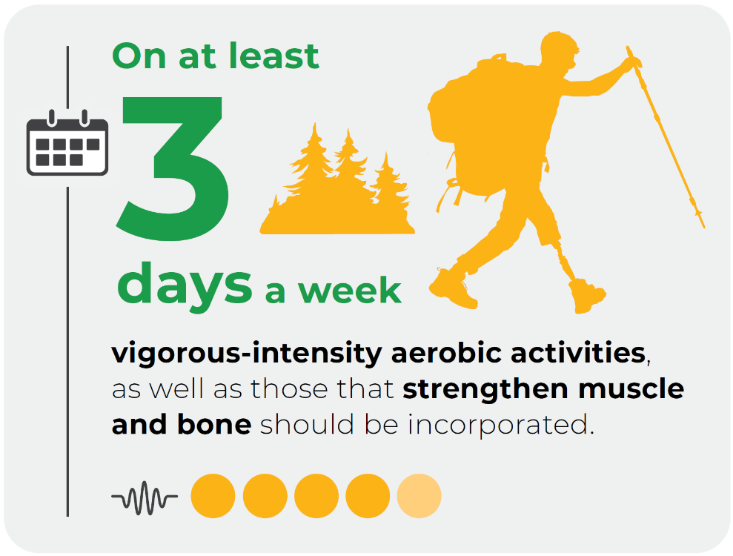 On at least
3
days a week
vigorous-intensity aerobic activities,
as well as those that strengthen muscle
and bone should be incorporated.